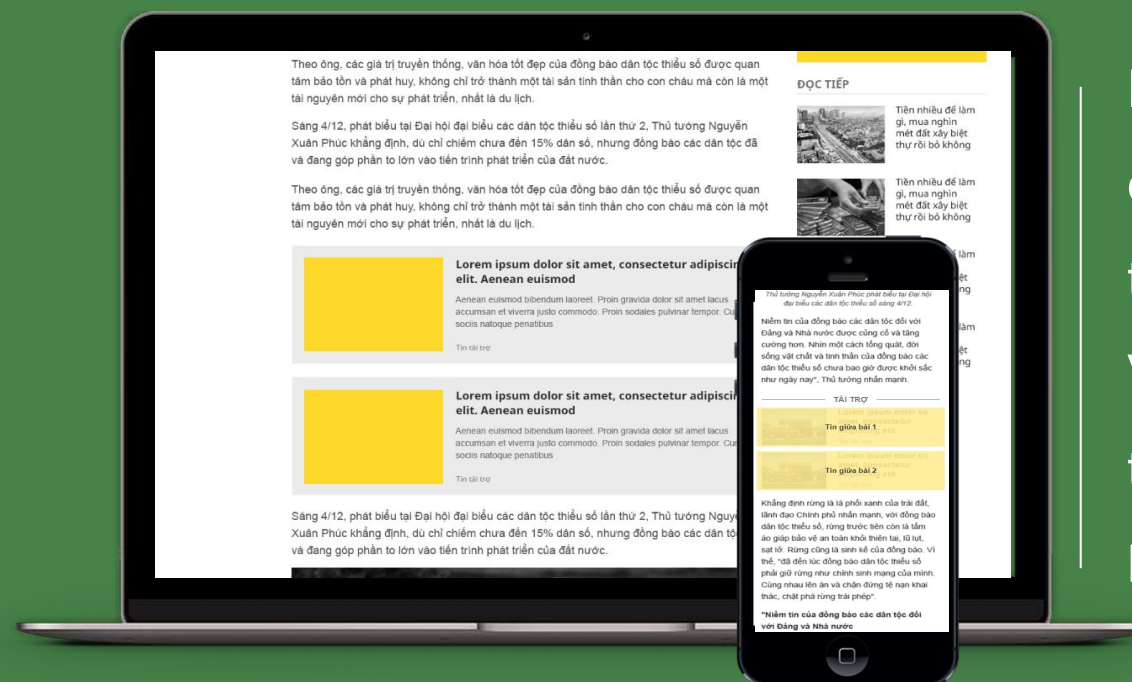 Theo ông, các giá trị truyền thống, văn hóa tốt đẹp của đồng bào dân tộc thiểu số được quan
tâm bảo tồn và phát huy, không chỉ trở thành một tài sản tinh thần cho con cháu mà còn là một
tài nguyên mới cho sự phát triển, nhất là du lịch.
Sáng 4/12, phát biểu tại Đại hội đại biểu các dân tộc thiểu số lần thứ 2, Thủ tướng Nguyễn
Xuân Phúc khẳng định, dù chỉ chiếm chưa đến 15% dân số, nhưng đồng bào các dân tộc đã
và đang góp phần to lớn vào tiến trình phát triển của đất nước.
Theo ông, các giá trị truyền thống, văn hóa tốt đẹp của đồng bào dân tộc thiểu số được quan
tâm bảo tồn và phát huy, không chỉ trở thành một tài sản tinh thần cho con cháu mà còn là một
tài nguyên mới cho sự phát triển, nhất là du lịch.
Lorem ipsum dolor sit amet, consectetur adipiscin
elit. Aenean euismod
Aenean euismod bibendum laoreet. Proin gravida dolor sit amet lacus
accumsan et viverra justo commodo. Proin sodales pulvinar tempor. Cu
sociis natoque penatibus
Tin tài trợ
Lorem ipsum dolor sit amet, consectetur adipiscin
elit. Aenean euismod
Aenean euismod bibendum laoreet. Proin gravida dolor sit amet lacus
accumsan et viverra justo commodo. Proin sodales pulvinar tempor. Cu
sociis natoque penatibus
Tin tài trợ
Sáng 4/12, phát biểu tại Đại hội đại biểu các dân tộc thiểu số lần thứ 2, Thủ tướng Nguyễ
Xuân Phúc khẳng định, dù chỉ chiếm chưa đến 15% dân số, nhưng đồng bào các dân tộ
và đang góp phần to lớn vào tiến trình phát triển của đất nước.
ĐỌC TIẾP
Tiền nhiều để làm
gì, mua nghìn
mét đất xây biệt
thự rồi bỏ không
Tiền nhiều để làm
gì, mua nghìn
mét đất xây biệt
thự rồi bỏ không
Thủ tướng Nguyễn Xuân Phúc phát biểu tại Đại hội
đại biểu các dân tộc thiểu số sáng 4/12.
Niềm tin của đồng bào các dân tộc đối với
Đảng và Nhà nước được củng cố và tăng
cường hơn. Nhìn một cách tổng quát, đời
sống vật chất và tinh thần của đồng bào các
dân tộc thiểu số chưa bao giờ được khởi sắc
như ngày nay", Thủ tướng nhấn mạnh.
TÀI TRỢ
Tin giữa bài 1
Tin giữa bài 2
Khẳng định rừng là lá phổi xanh của trái đất,
lãnh đạo Chính phủ nhấn mạnh, với đồng bào
dân tộc thiểu số, rừng trước tiên còn là tấm
áo giáp bảo vệ an toàn khỏi thiên tai, lũ lụt,
sạt lở. Rừng cũng là sinh kế của đồng bào. Vì
thế, "đã đến lúc đồng bào dân tộc thiểu số
phải giữ rừng như chính sinh mạng của mình.
Cùng nhau lên án và chặn đứng tệ nạn khai
thác, chặt phá rừng trái phép".
"Niềm tin của đồng bào các dân tộc đối
với Đảng và Nhà nước